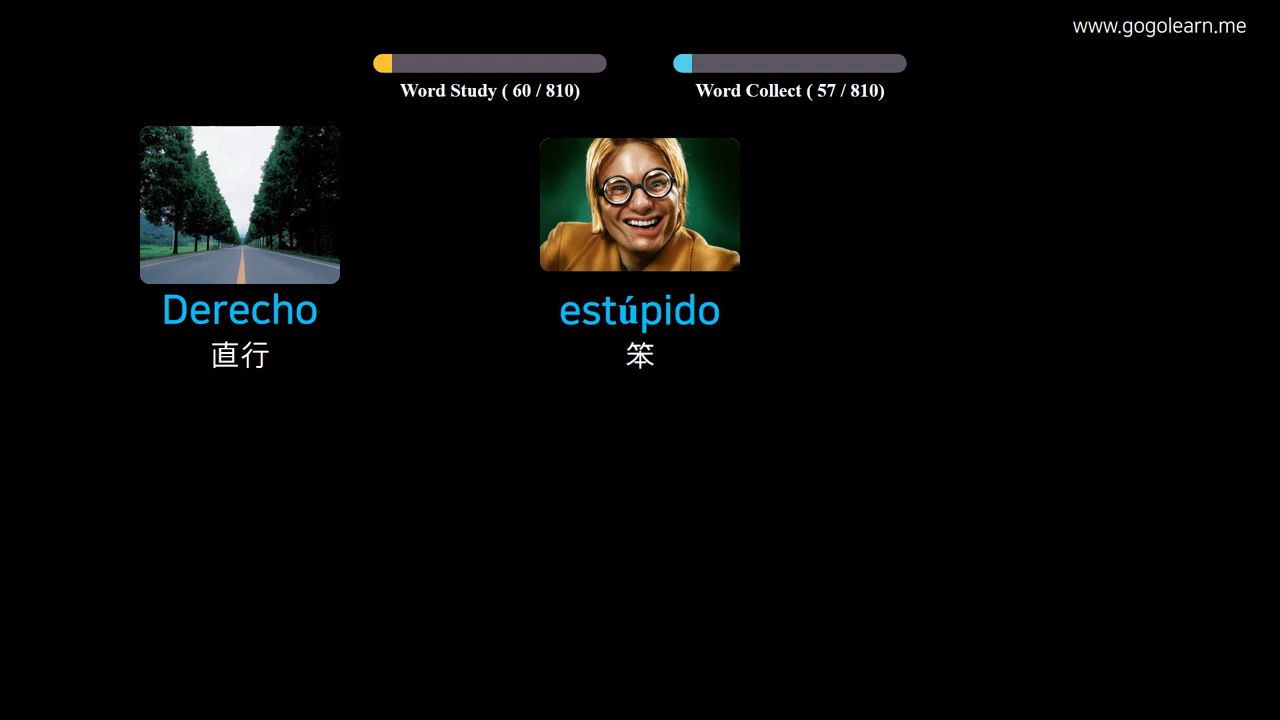 www.gogolearn.me
Word Study ( 60 / 810)
Word Collect ( 57 / 810)
Derecho
直行
estúpido
笨